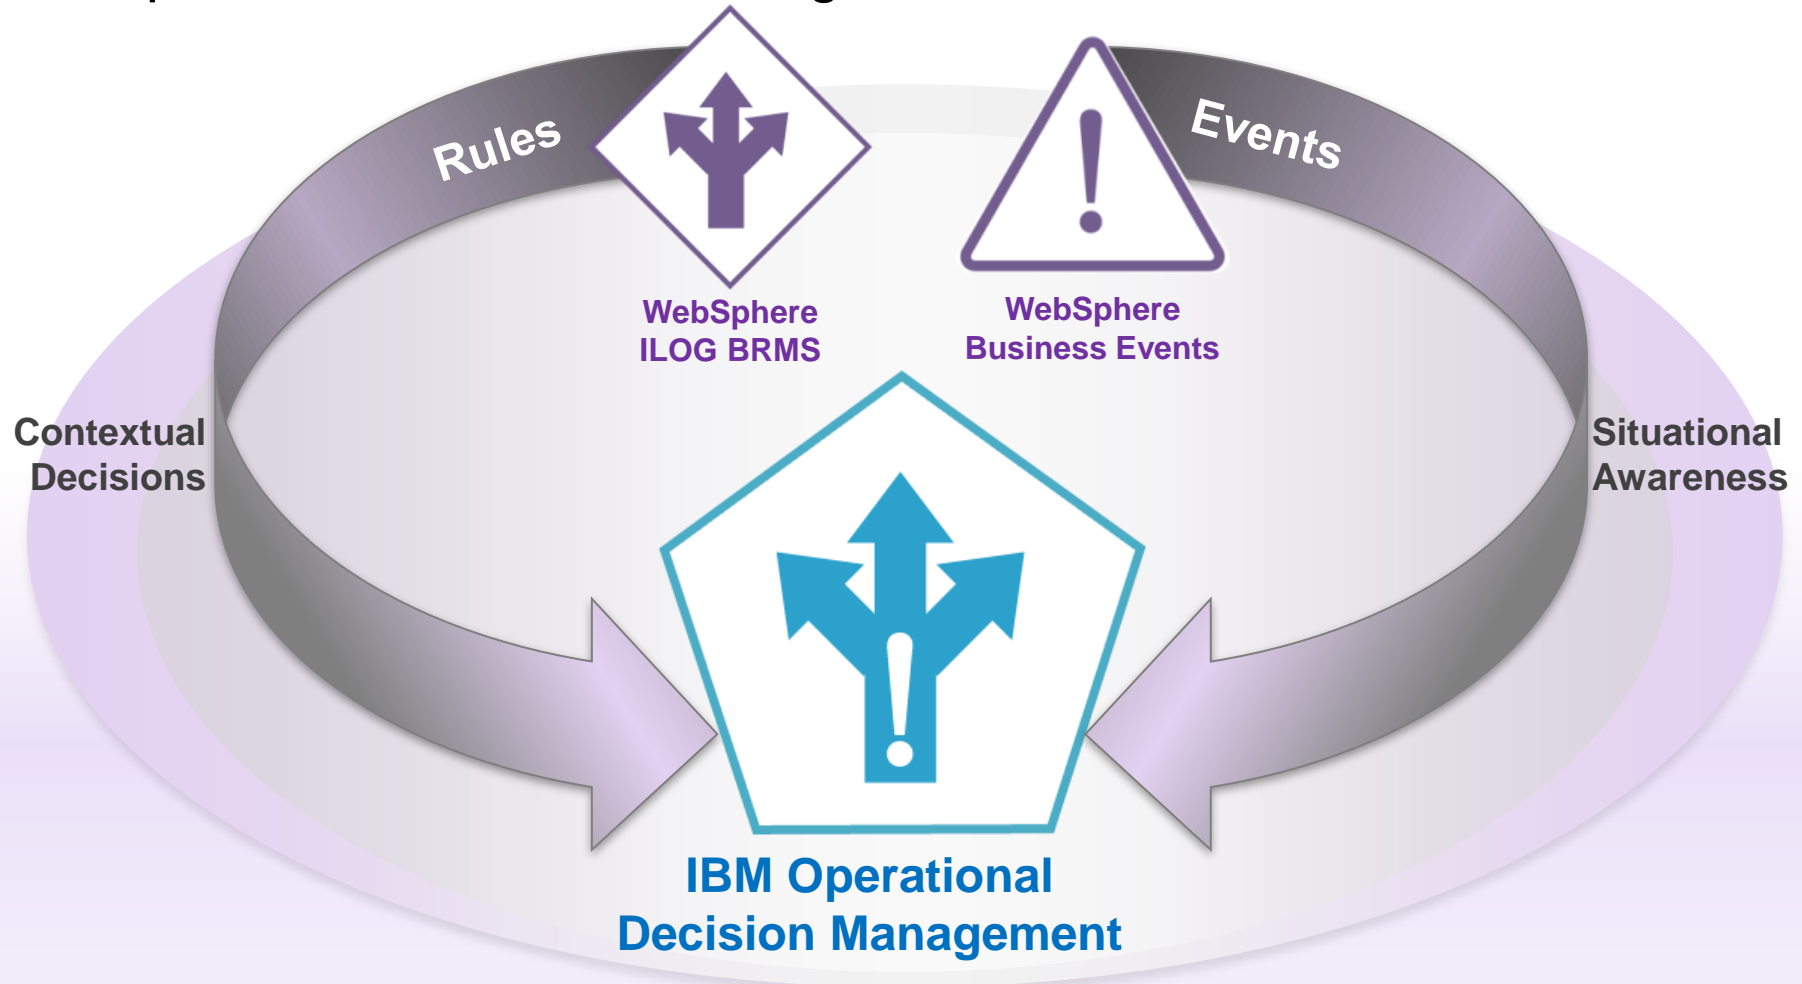 Rules
Events
WebSphere
ILOG BRMS
WebSphere
Business Events
Contextual
Decisions
Situational
Awareness
IBM Operational
Decision Management